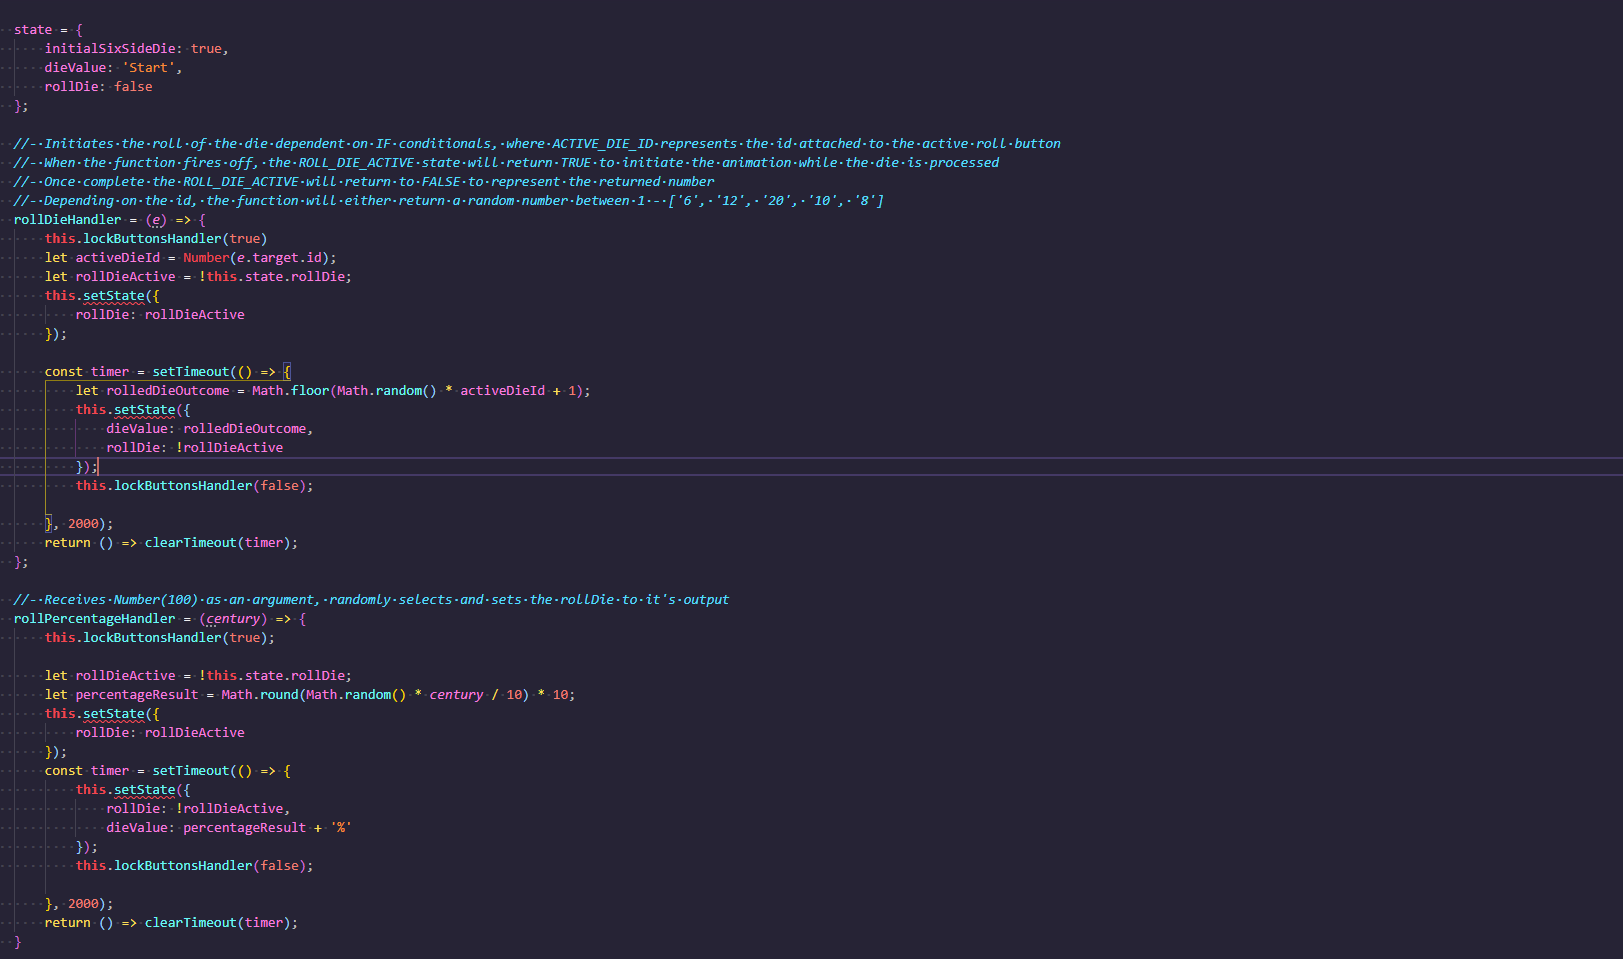 state = {
initialSixSideDie: true,
dieValue: 'Start',
rollDie: false
};
//- Initiates the roll of the die dependent on IF conditionals, where ACTIVE_DIE_ID represents the id attached to the active roll button
//- When the function fires off, the ROLL_DIE_ACTIVE state will return TRUE to initiate the animation while the die is processed
//- Once complete the ROLL_DIE_ACTIVE will return to FALSE to represent the returned number
//- Depending on the id, the function will either return a random number between 1 - ['6', '12', '20', '10', '8']
rollDieHandler = (e) => {
this.lockButtonsHandler(true)
let activeDieId = Number(e.target.id);
let rollDieActive = !this.state.rollDie;
this.setState({
rollDie: rollDieActive
});
const timer = setTimeout(() => {
let rolledDieOutcome = Math.floor(Math.random() * activeDieId + 1);
this.setState({
dieValue: rolledDieOutcome,
rollDie: !rollDieActive
});
this.lockButtonsHandler(false);
}, 2000);
return () => clearTimeout(timer);
};
//- Receives Number(100) as an argument, randomly selects and sets the rollDie to it's output
rollPercentageHandler = (century) => {
this.lockButtonsHandler(true);
let rollDieActive = !this.state.rollDie;
let percentageResult = Math.round(Math.random() * century / 10) * 10;
this.setState({
rollDie: rollDieActive
});
const timer = setTimeout(() => {
this.setState({
rollDie: !rollDieActive,
dieValue: percentageResult + '%'
});
this.lockButtonsHandler(false);
}, 2000);
return () => clearTimeout(timer);
}